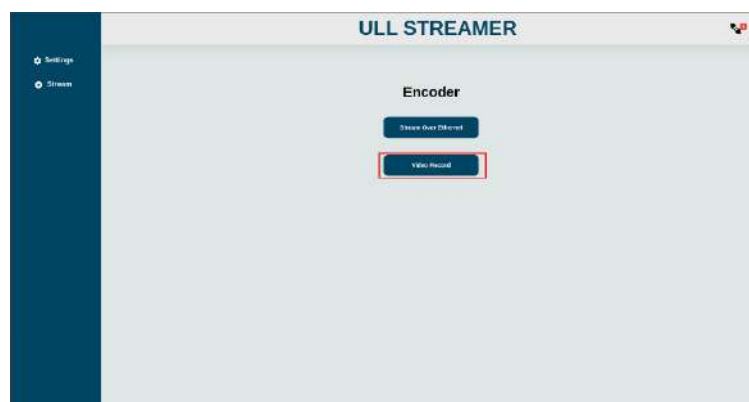 ULL STREAMER
Settings
Stream
Encoder
Stream Over Ethernet
Video Record